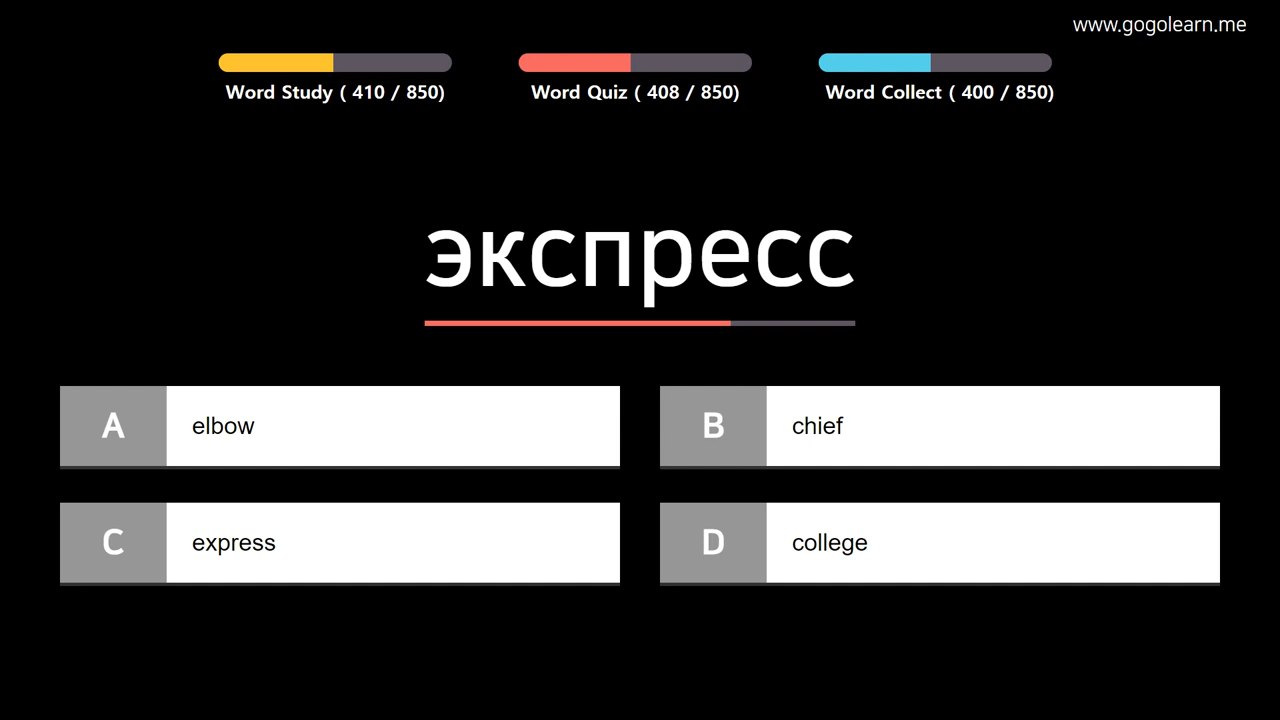 www.gogolearn.me
Word Study ( 410 / 850)
Word Quiz ( 408 / 850)
Word Collect ( 400 / 850)
экспресс
A elbow
B chief
C express
D college